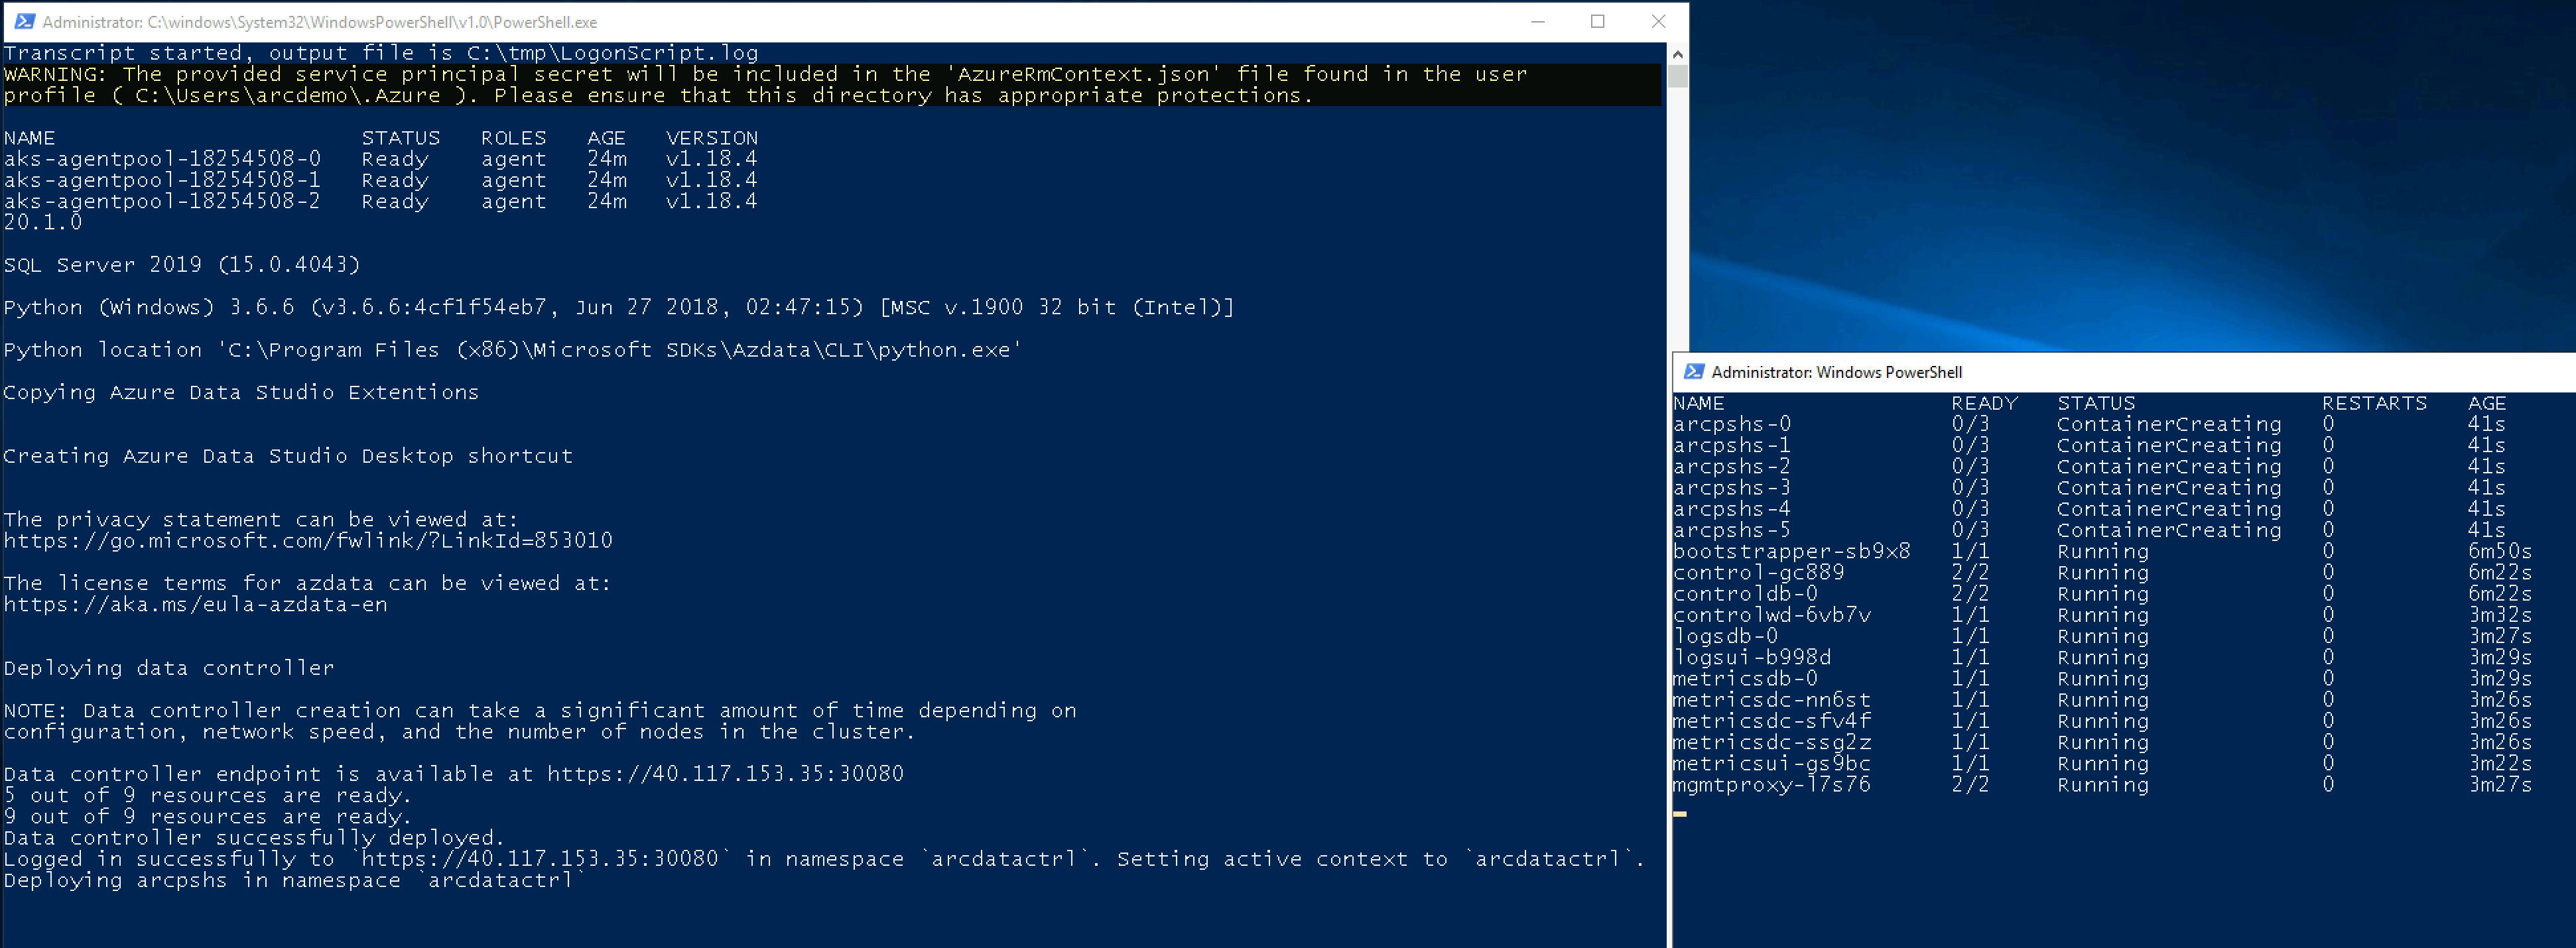 Administrator: C:\windows\System32\WindowsPowerShell\v1.0\PowerShell.exe
Transcript started, output file is C:\tmp\LogonScript.log
WARNING: The provided service principal secret will be included in the 'AzureRmContext.json' file found in the user
profile ( C:\Users\arcdemo\.Azure ). Please ensure that this directory has appropriate protections.
NAME STATUS ROLES AGE VERSION
aks-agentpool-18254508-0 Ready agent 24m v1.18.4
aks-agentpool-18254508-1 Ready agent 24m v1.18.4
aks-agentpool-18254508-2 Ready agent 24m v1.18.4
20.1.0
SQL Server 2019 (15.0.4043)
Python (Windows) 3.6.6 (v3.6.6:4cf1f54eb7, Jun 27 2018, 02:47:15) [MSC v.1900 32 bit (Intel)]
Python location 'C:\Program Files (x86)\Microsoft SDKs\Azdata\CLI\python.exe'
Copying Azure Data Studio Extentions
Creating Azure Data Studio Desktop shortcut
The privacy statement can be viewed at:
https://go.microsoft.com/fwlink/?LinkId=853010
The license terms for azdata can be viewed at:
https://aka.ms/eula-azdata-en
Deploying data controller
NOTE: Data controller creation can take a significant amount of time depending on
configuration, network speed, and the number of nodes in the cluster.
Data controller endpoint is available at https://40.117.153.35:30080
5 out of 9 resources are ready.
9 out of 9 resources are ready.
Data controller successfully deployed.
Logged in successfully to `https://40.117.153.35:30080` in namespace `arcdatactrl`. Setting active context to `arcdatactrl`.
Deploying arcpshs in namespace `arcdatactrl`
Administrator: Windows PowerShell
NAME READY STATUS RESTARTS AGE
arcpshs-0 0/3 ContainerCreating 0 41s
arcpshs-1 0/3 ContainerCreating 0 41s
arcpshs-2 0/3 ContainerCreating 0 41s
arcpshs-3 0/3 ContainerCreating 0 41s
arcpshs-4 0/3 ContainerCreating 0 41s
arcpshs-5 0/3 ContainerCreating 0 41s
bootstrapper-sb9x8 1/1 Running 0 6m50s
control-gc889 2/2 Running 0 6m22s
controldb-0 2/2 Running 0 6m22s
controlwd-6vb7v 1/1 Running 0 3m32s
logsdb-0 1/1 Running 0 3m27s
logsui-b998d 1/1 Running 0 3m29s
metricsdb-0 1/1 Running 0 3m29s
metricsdc-nn6st 1/1 Running 0 3m26s
metricsdc-sfv4f 1/1 Running 0 3m26s
metricsdc-ssg2z 1/1 Running 0 3m26s
metricsui-gs9bc 1/1 Running 0 3m22s
mgmtproxy-l7s76 2/2 Running 0 3m27s